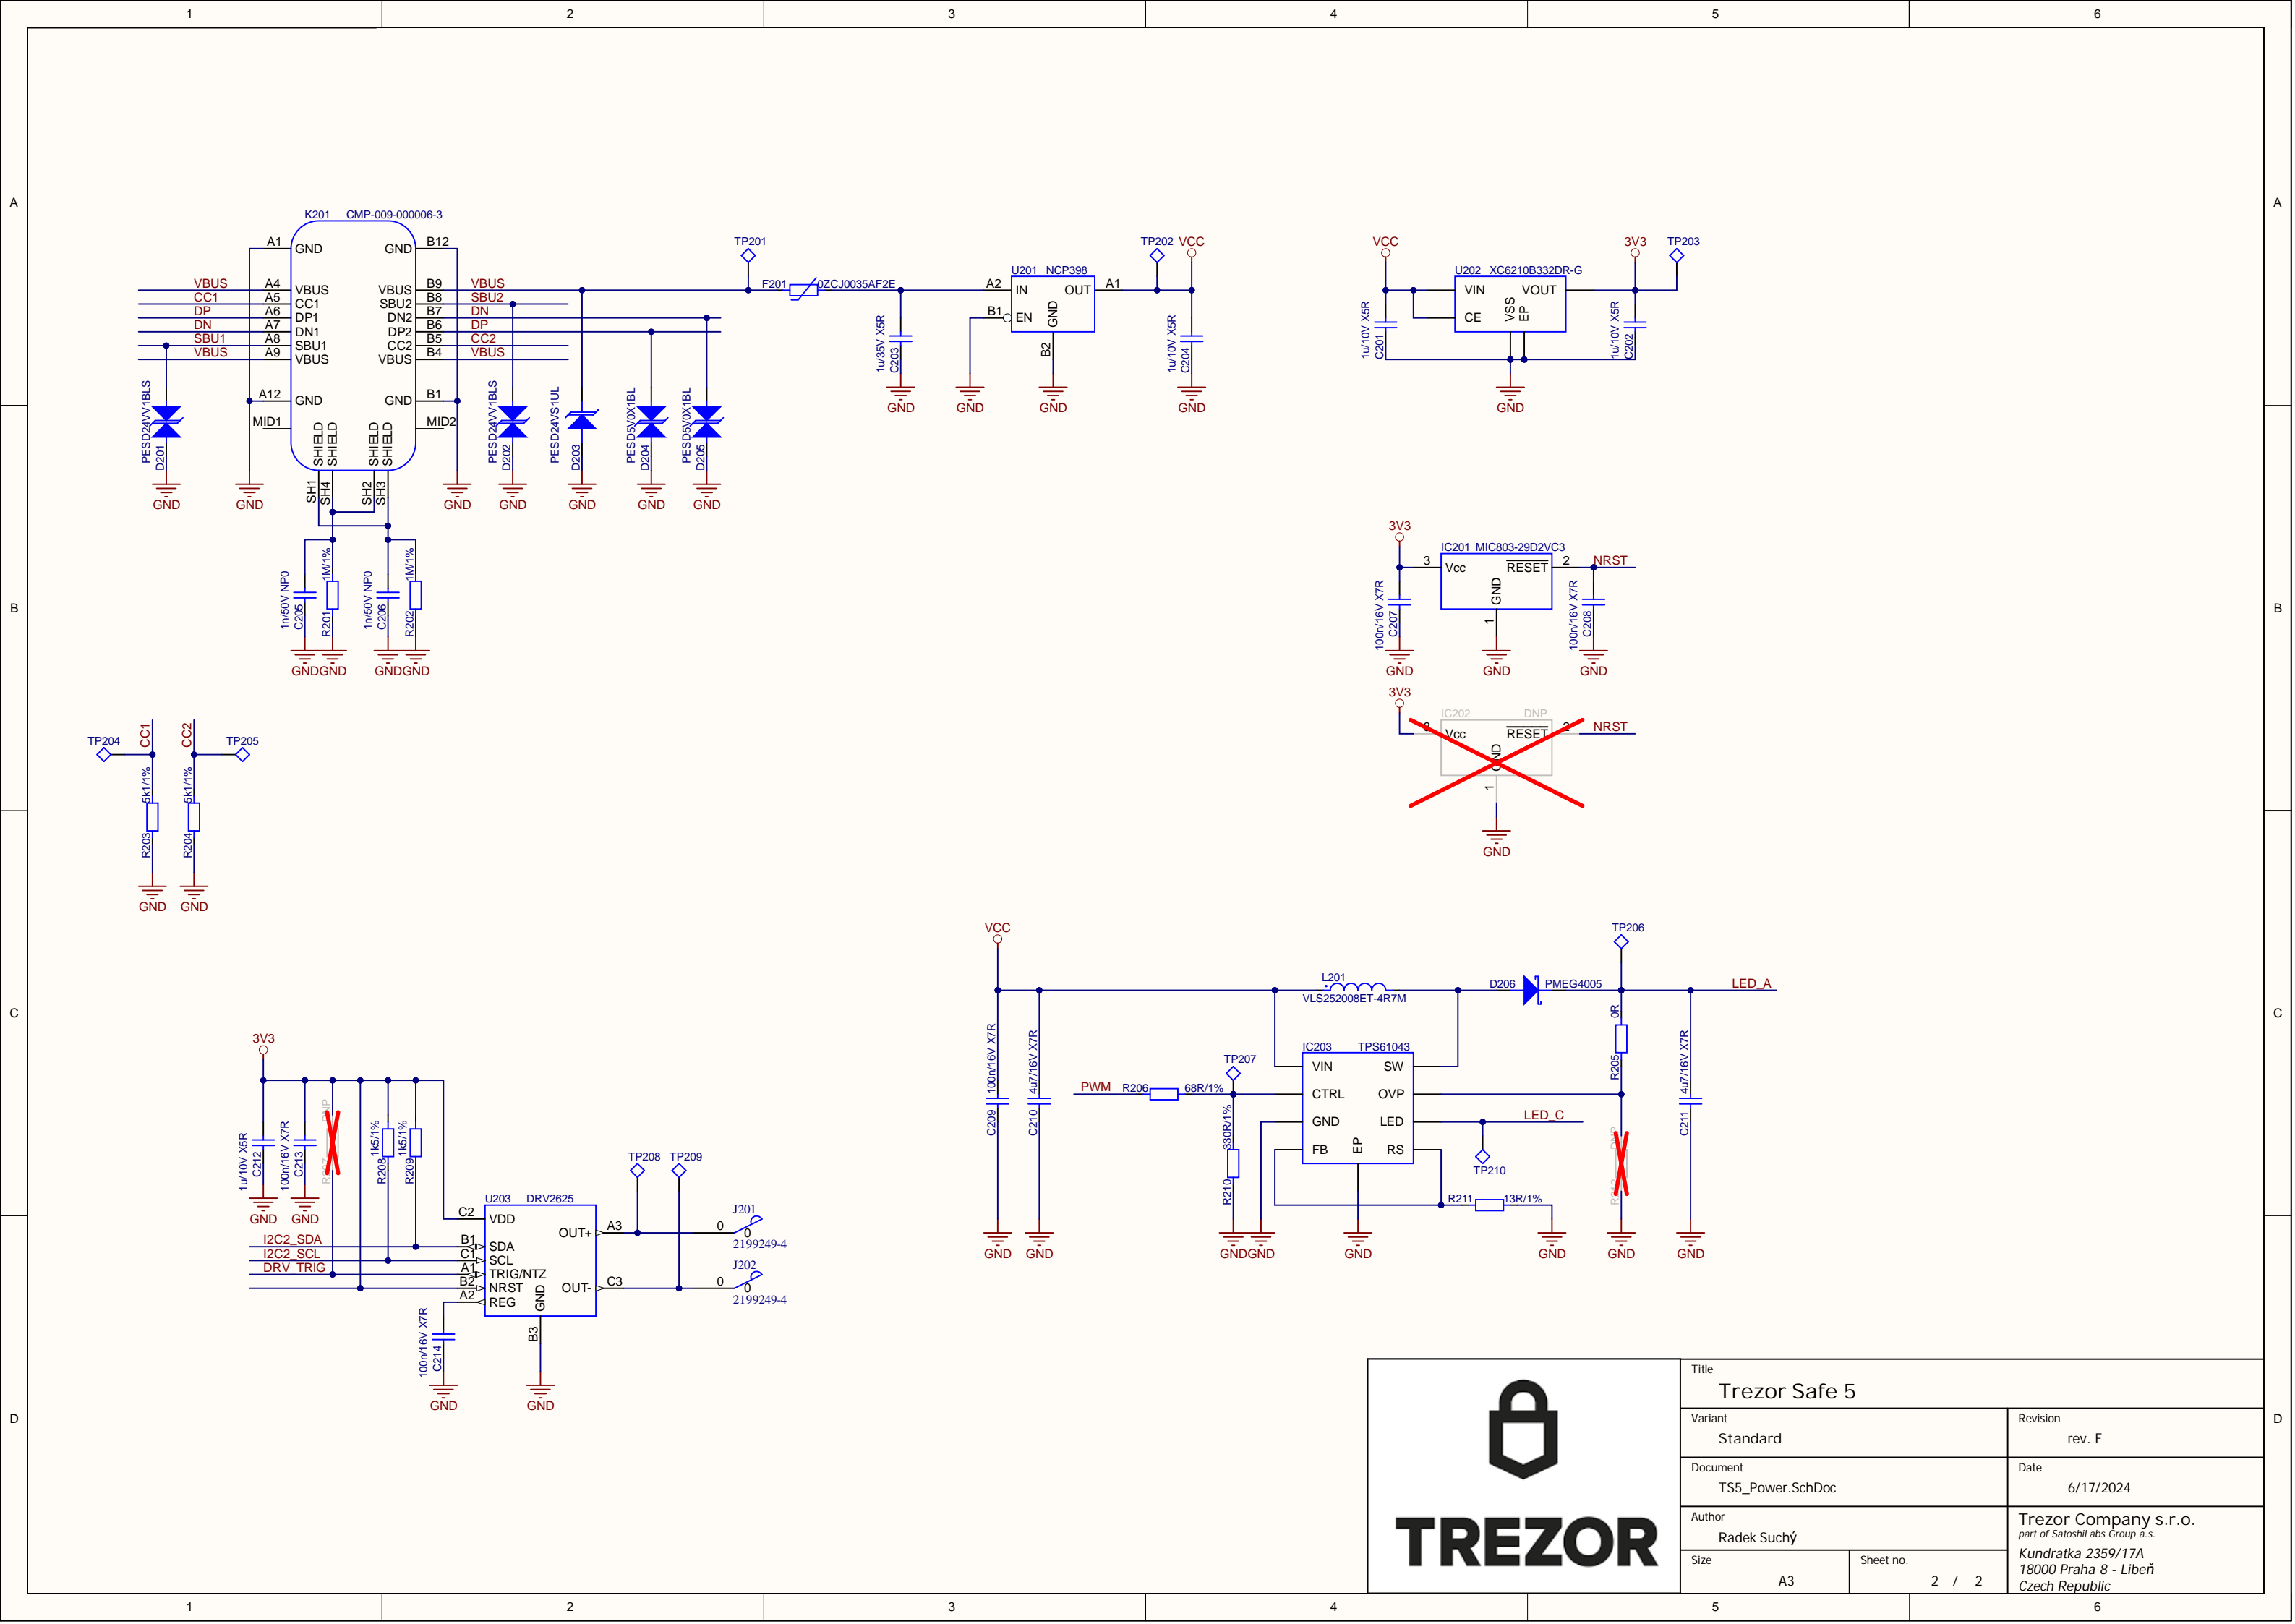 1 2 3 4 5 6
A A
B B
C C
D D
K201 CMP-009-000006-3
A1 GND GND B12
VBUS A4 VBUS VBUS B9 VBUS
CC1 A5 CC1 SBU2 B8 SBU2
DP A6 DP1 DN2 B7 DN
DN A7 DN1 DP2 B6 DP
SBU1 A8 SBU1 CC2 B5 CC2
VBUS A9 VBUS VBUS B4 VBUS
A12 GND GND B1
MID1 MID2
SHIELD SHIELD SHIELD SHIELD
SH1 SH4 SH2 SH3
PESD24VV1BLS D201
PESD24VV1BLS D202
PESD24VS1UL D203
PESD5V0X1BL D204
PESD5V0X1BL D205
GND GND GND GND GND GND GND
1n/50V NP0 C205
1M/1% R201
1n/50V NP0 C206
1M/1% R202
GND GND GND GND
TP201
F201 0ZCJ0035AF2E
1u/35V X5R C203
U201 NCP398
A2 IN OUT A1
B1 EN GND
B2
TP202 VCC
1u/10V X5R C204
GND GND GND GND
VCC 3V3 TP203
U202 XC6210B332DR-G
VIN VOUT
CE VSS EP
1u/10V X5R C201
1u/10V X5R C202
GND
3V3
IC201 MIC803-29D2VC3
3 Vcc RESET 2 NRST
GND
1
100n/16V X7R C207
100n/16V X7R C208
GND GND GND
3V3
IC202 DNP
3 Vcc RESET 2 NRST
GND
1
GND
TP204 CC1 CC2 TP205
5k1/1% R203
5k1/1% R204
GND GND
VCC
TP206
L201
VLS252008ET-4R7M
D206 PMEG4005
LED_A
100n/16V X7R C209
4u7/16V X7R C210
IC203 TPS61043
VIN SW
CTRL OVP
GND LED
FB EP RS
TP207
PWM R206 68R/1%
330R/1% R210
LED_C
TP210
R211 13R/1%
0R R205
4u7/16V X7R C211
GND GND GND GND GND GND GND GND
3V3
1u/10V X5R C212
100n/16V X7R C213
DNP
1k5/1% R208
1k5/1% R209
GND GND
U203 DRV2625
C2 VDD
I2C2_SDA B1 SDA
I2C2_SCL C1 SCL
DRV_TRIG A1 TRIG/NTZ
B2 NRST
A2 REG
GND
B3
OUT+ A3
OUT- C3
TP208 TP209
J201
0 0
2199249-4
J202
0 0
2199249-4
100n/16V X7R C214
GND GND
TREZOR
Title
Trezor Safe 5
Variant
Standard
Revision
rev. F
Document
TS5_Power.SchDoc
Date
6/17/2024
Author
Radek Suchý
Size
A3
Sheet no.
2 / 2
Trezor Company s.r.o.
part of SatoshiLabs Group a.s.
Kundratka 2359/17A
18000 Praha 8 - Libeň
Czech Republic
1 2 3 4 5 6